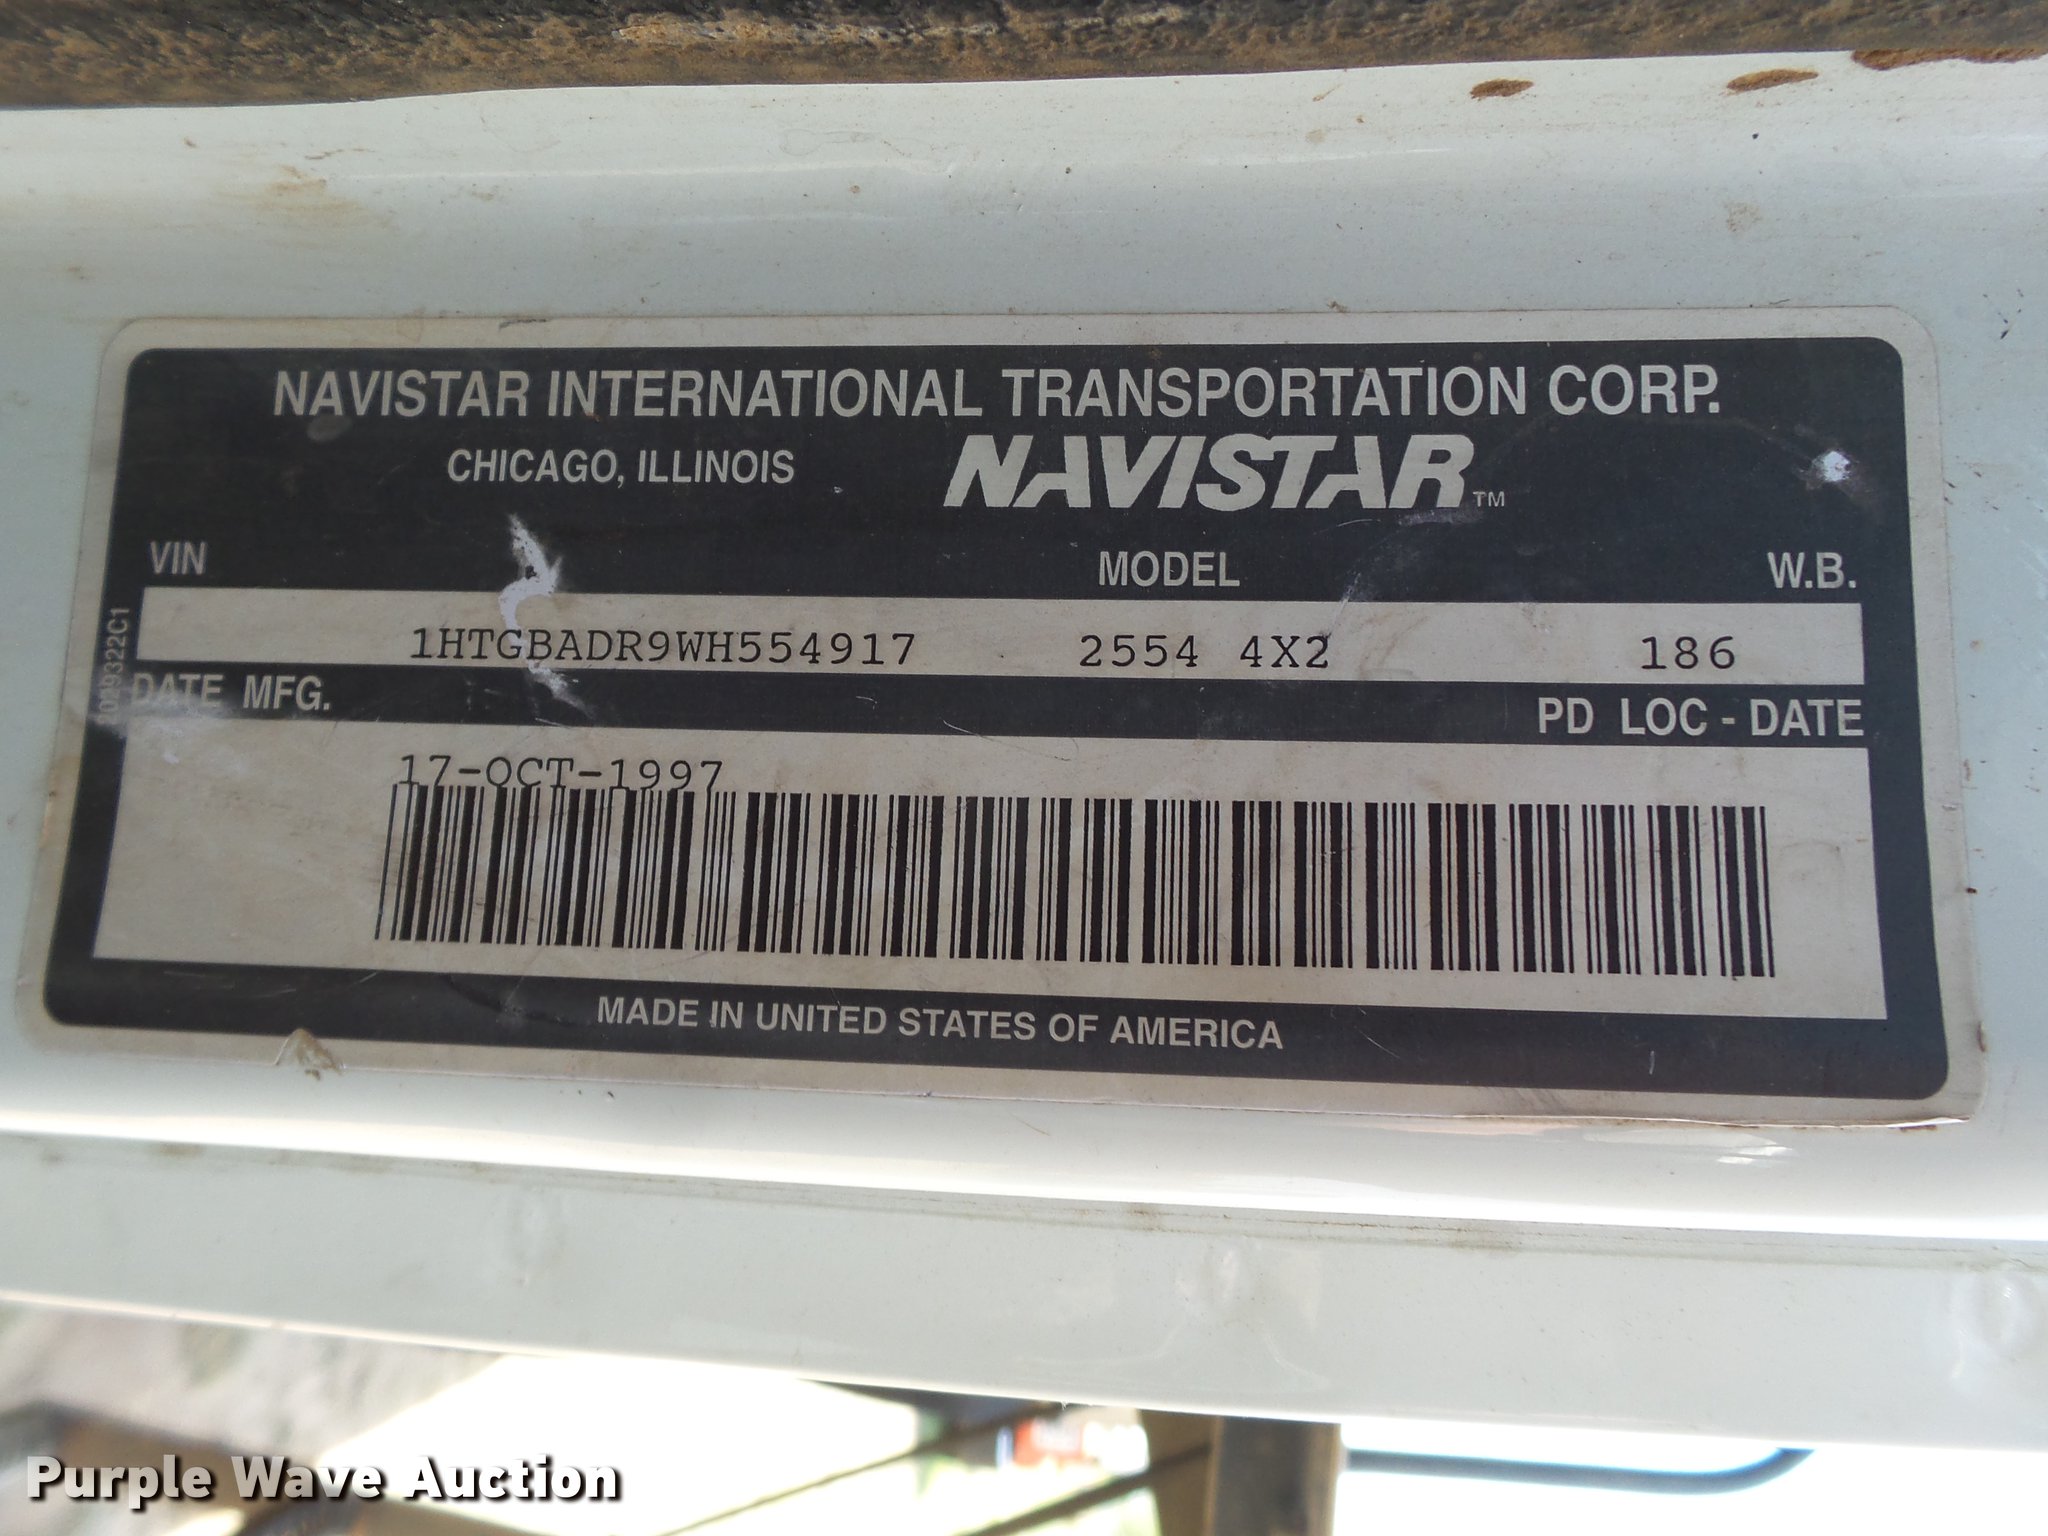 NAVISTAR INTERNATIONAL TRANSPORTATION CORP.
CHICAGO, ILLINOIS NAVISTAR™
VIN MODEL W.B.
1HTGBADR9WH554917 2554 4X2 186
DATE MFG. PD LOC - DATE
17-OCT-1997
MADE IN UNITED STATES OF AMERICA
Purple Wave Auction